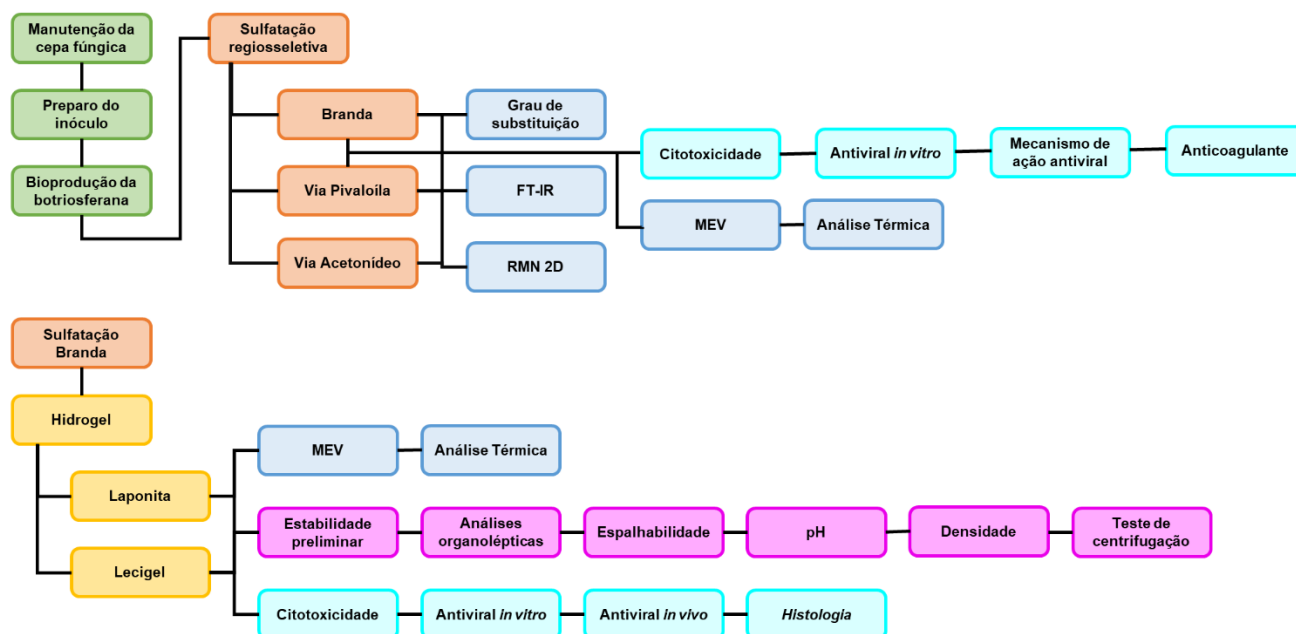 Manutenção da
cepa fúngica
Preparo do
inóculo
Bioprodução da
botriosferana
Sulfatação
regiosseletiva
Branda
Via Pivaloíla
Via Acetonídeo
Grau de
substituição
FT-IR
RMN 2D
Citotoxicidade
Antiviral in vitro
Mecanismo de
ação antiviral
Anticoagulante
MEV
Análise Térmica
Sulfatação
Branda
Hidrogel
Laponita
Lecigel
MEV
Análise Térmica
Estabilidade
preliminar
Análises
organolépticas
Espalhabilidade
pH
Densidade
Teste de
centrifugação
Citotoxicidade
Antiviral in vitro
Antiviral in vivo
Histologia